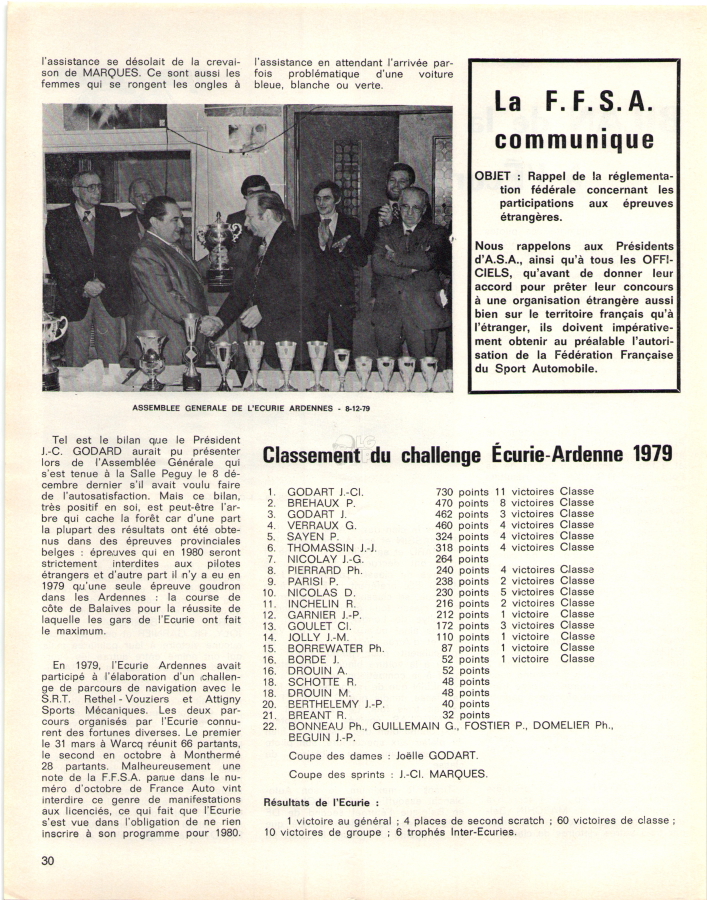 l'assistance se désolait de la crevai-
son de MARQUES. Ce sont aussi les
femmes qui se rongent les ongles à
l'assistance en attendant l'arrivée par-
fois problématique d'une voiture
bleue, blanche ou verte.
La F.F.S.A.
communique
OBJET : Rappel de la réglementa-
tion fédérale concernant les
participations aux épreuves
étrangères.
Nous rappelons aux Présidents
d'A.S.A., ainsi qu'à tous les OFFI-
CIELS, qu'avant de donner leur
accord pour prêter leur concours
à une organisation étrangère aussi
bien sur le territoire français qu'à
l'étranger, ils doivent impérative-
ment obtenir au préalable l'autori-
sation de la Fédération Française
du Sport Automobile.
ASSEMBLEE GENERALE DE L'ECURIE ARDENNES - 8-12-79
Tel est le bilan que le Président
J.-C. GODARD aurait pu présenter
lors de l'Assemblée Générale qui
s'est tenue à la Salle Peguy le 8 dé-
cembre dernier s'il avait voulu faire
de l'autosatisfaction. Mais ce bilan,
très positif en soi, est peut-être l'ar-
bre qui cache la forêt car d'une part
la plupart des résultats ont été obte-
nus dans des épreuves provinciales
belges : épreuves qui en 1980 seront
strictement interdites aux pilotes
étrangers et d'autre part il n'y a eu en
1979 qu'une seule épreuve goudron
dans les Ardennes : la course de
côte de Balaives pour la réussite de
laquelle les gars de l'Ecurie ont fait
le maximum.
En 1979, l'Ecurie Ardennes avait
participé à l'élaboration d'un challen-
ge de parcours de navigation avec le
S.R.T. Rethel-Vouziers et Attigny
Sports Mécaniques. Les deux par-
cours organisés par l'Ecurie connu-
rent des fortunes diverses. Le premier
le 31 mars à Warcq réunit 66 partants,
le second en octobre à Monthermé
28 partants. Malheureusement une
note de la F.F.S.A. parue dans le nu-
méro d'octobre de France Auto vint
interdire ce genre de manifestations
aux licenciés, ce qui fait que l'Ecurie
s'est vue dans l'obligation de ne rien
inscrire à son programme pour 1980.
Classement du challenge Écurie-Ardenne 1979
1. GODART J.-Cl. 730 points 11 victoires Classe
2. BREHAUX P. 470 points 8 victoires Classe
3. GODART J. 462 points 3 victoires Classe
4. VERRAUX G. 460 points 4 victoires Classe
5. SAYEN P. 324 points 4 victoires Classe
6. THOMASSIN J.-J. 318 points 4 victoires Classe
7. NICOLAY J.-G. 264 points
8. PIERRARD Ph. 240 points 4 victoires Classe
9. PARISI P. 238 points 2 victoires Classe
10. NICOLAS D. 230 points 5 victoires Classe
11. INCHELIN R. 216 points 2 victoires Classe
12. GARNIER J.-P. 212 points 1 victoire Classe
13. GOULET Cl. 172 points 3 victoires Classe
14. JOLLY J.-M. 110 points 1 victoire Classe
15. BORREWATER Ph. 87 points 1 victoire Classe
16. BORDE J. 52 points 1 victoire Classe
16. DROUIN A. 52 points
18. SCHOTTE R. 48 points
18. DROUIN M. 48 points
20. BERTHELEMY J.-P. 40 points
21. BREANT R. 32 points
22. BONNEAU Ph., GUILLEMAIN G., FOSTIER P., DOMELIER Ph.,
BEGUIN J.-P.
Coupe des dames : Joëlle GODART.
Coupe des sprints : J.-Cl. MARQUES.
Résultats de l'Ecurie :
1 victoire au général ; 4 places de second scratch ; 60 victoires de classe ;
10 victoires de groupe ; 6 trophés Inter-Ecuries.
30